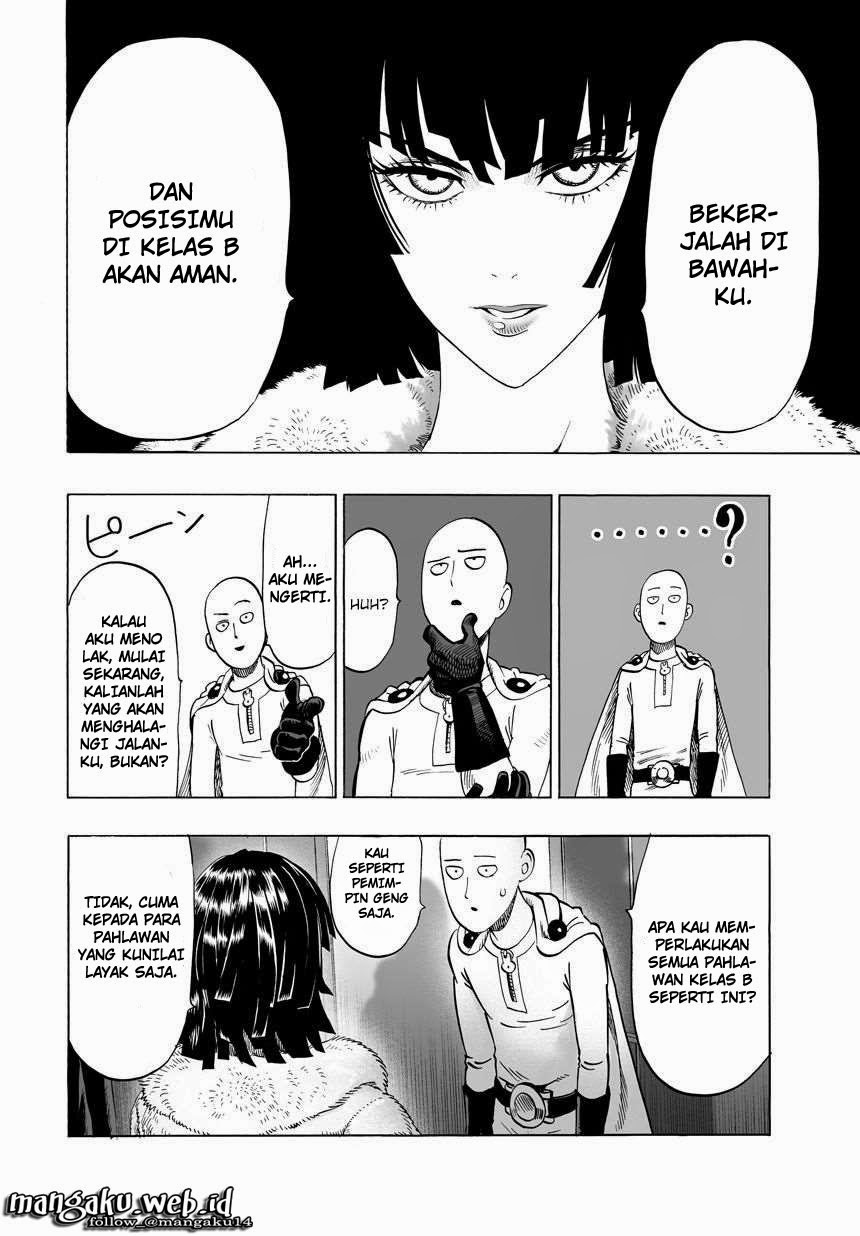 BEKER-
JALAH DI
BAWAH-
KU.
DAN
POSISIMU
DI KELAS B
AKAN AMAN.
......?
HUH?
AH...
AKU ME-
NGERTI.
ピーン
KALAU
AKU MENO
LAK, MULAI
SEKARANG,
KALIANLAH
YANG AKAN
MENGHALA-
NGI JALAN-
KU, BUKAN?
APA KAU MEM-
PERLAKUKAN
SEMUA PAHLA-
WAN KELAS B
SEPERTI INI?
KAU
SEPERTI
PEMIM-
PIN GENG
SAJA.
TIDAK, CUMA
KEPADA PARA
PAHLAWAN
YANG KUNILAI
LAYAK SAJA.
mangaku.web.id
follow_@mangaku14